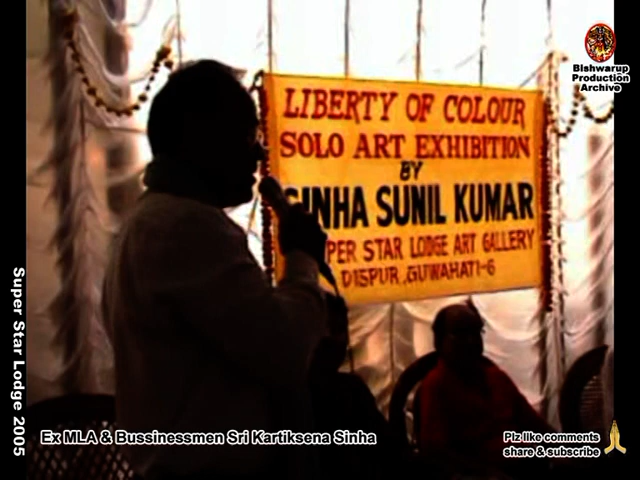 Bishwarup
Production
Archive
LIBERTY OF COLOUR
SOLO ART EXHIBITION
BY
SINHA SUNIL KUMAR
STAR LODGE ART GALLERY
DISPUR, GUWAHATI-6
Super Star Lodge 2005
Ex MLA & Bussinessmen Sri Kartiksena Sinha
Plz like comments
share & subscribe